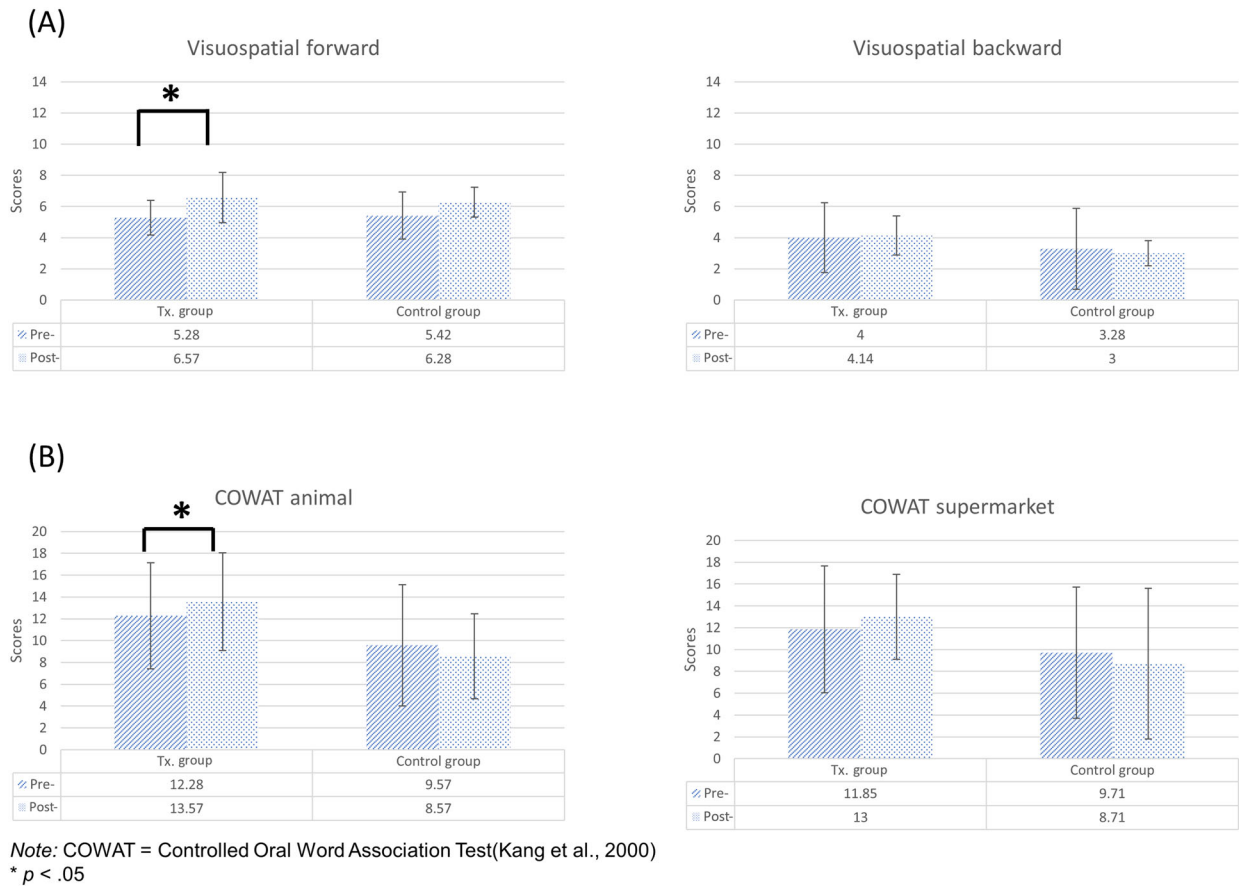 (A)
Visuospatial forward
14
12
10
8
6
4
2
0
Scores
*
Tx. group Control group
Pre- 5.28 5.42
Post- 6.57 6.28
Visuospatial backward
14
12
10
8
6
4
2
0
Scores
Tx. group Control group
Pre- 4 3.28
Post- 4.14 3
(B)
COWAT animal
20
18
16
14
12
10
8
6
4
2
0
Scores
*
Tx. group Control group
Pre- 12.28 9.57
Post- 13.57 8.57
COWAT supermarket
20
18
16
14
12
10
8
6
4
2
0
Scores
Tx. group Control group
Pre- 11.85 9.71
Post- 13 8.71
Note: COWAT = Controlled Oral Word Association Test(Kang et al., 2000)
* p < .05